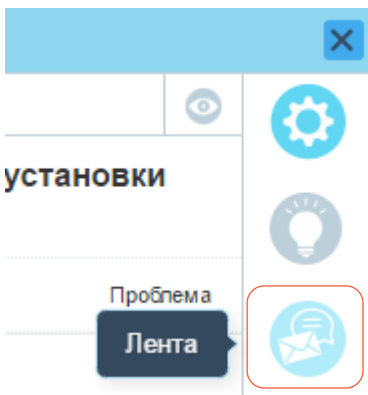 установки
Проблема
Лента